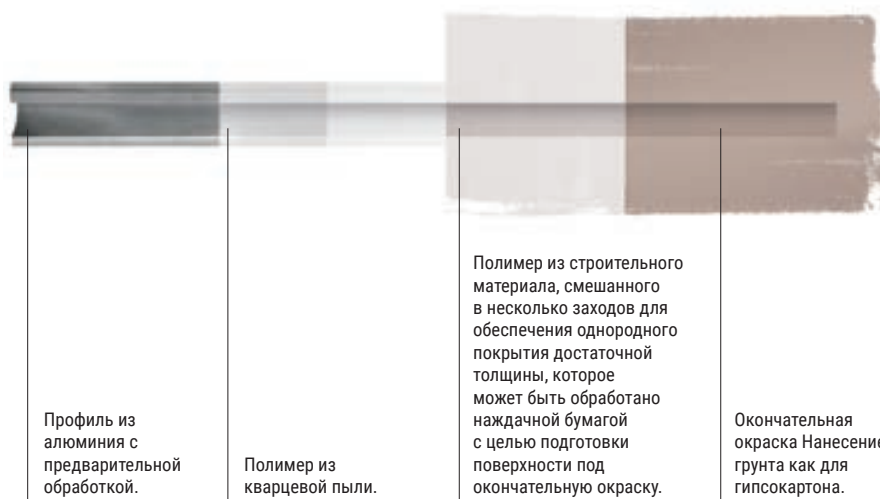 Профиль из
алюминия с
предварительной
обработкой.
Полимер из
кварцевой пыли.
Полимер из строительного
материала, смешанного
в несколько заходов для
обеспечения однородного
покрытия достаточной
толщины, которое
может быть обработано
наждачной бумагой
с целью подготовки
поверхности под
окончательную окраску.
Окончательная
окраска Нанесение
грунта как для
гипсокартона.